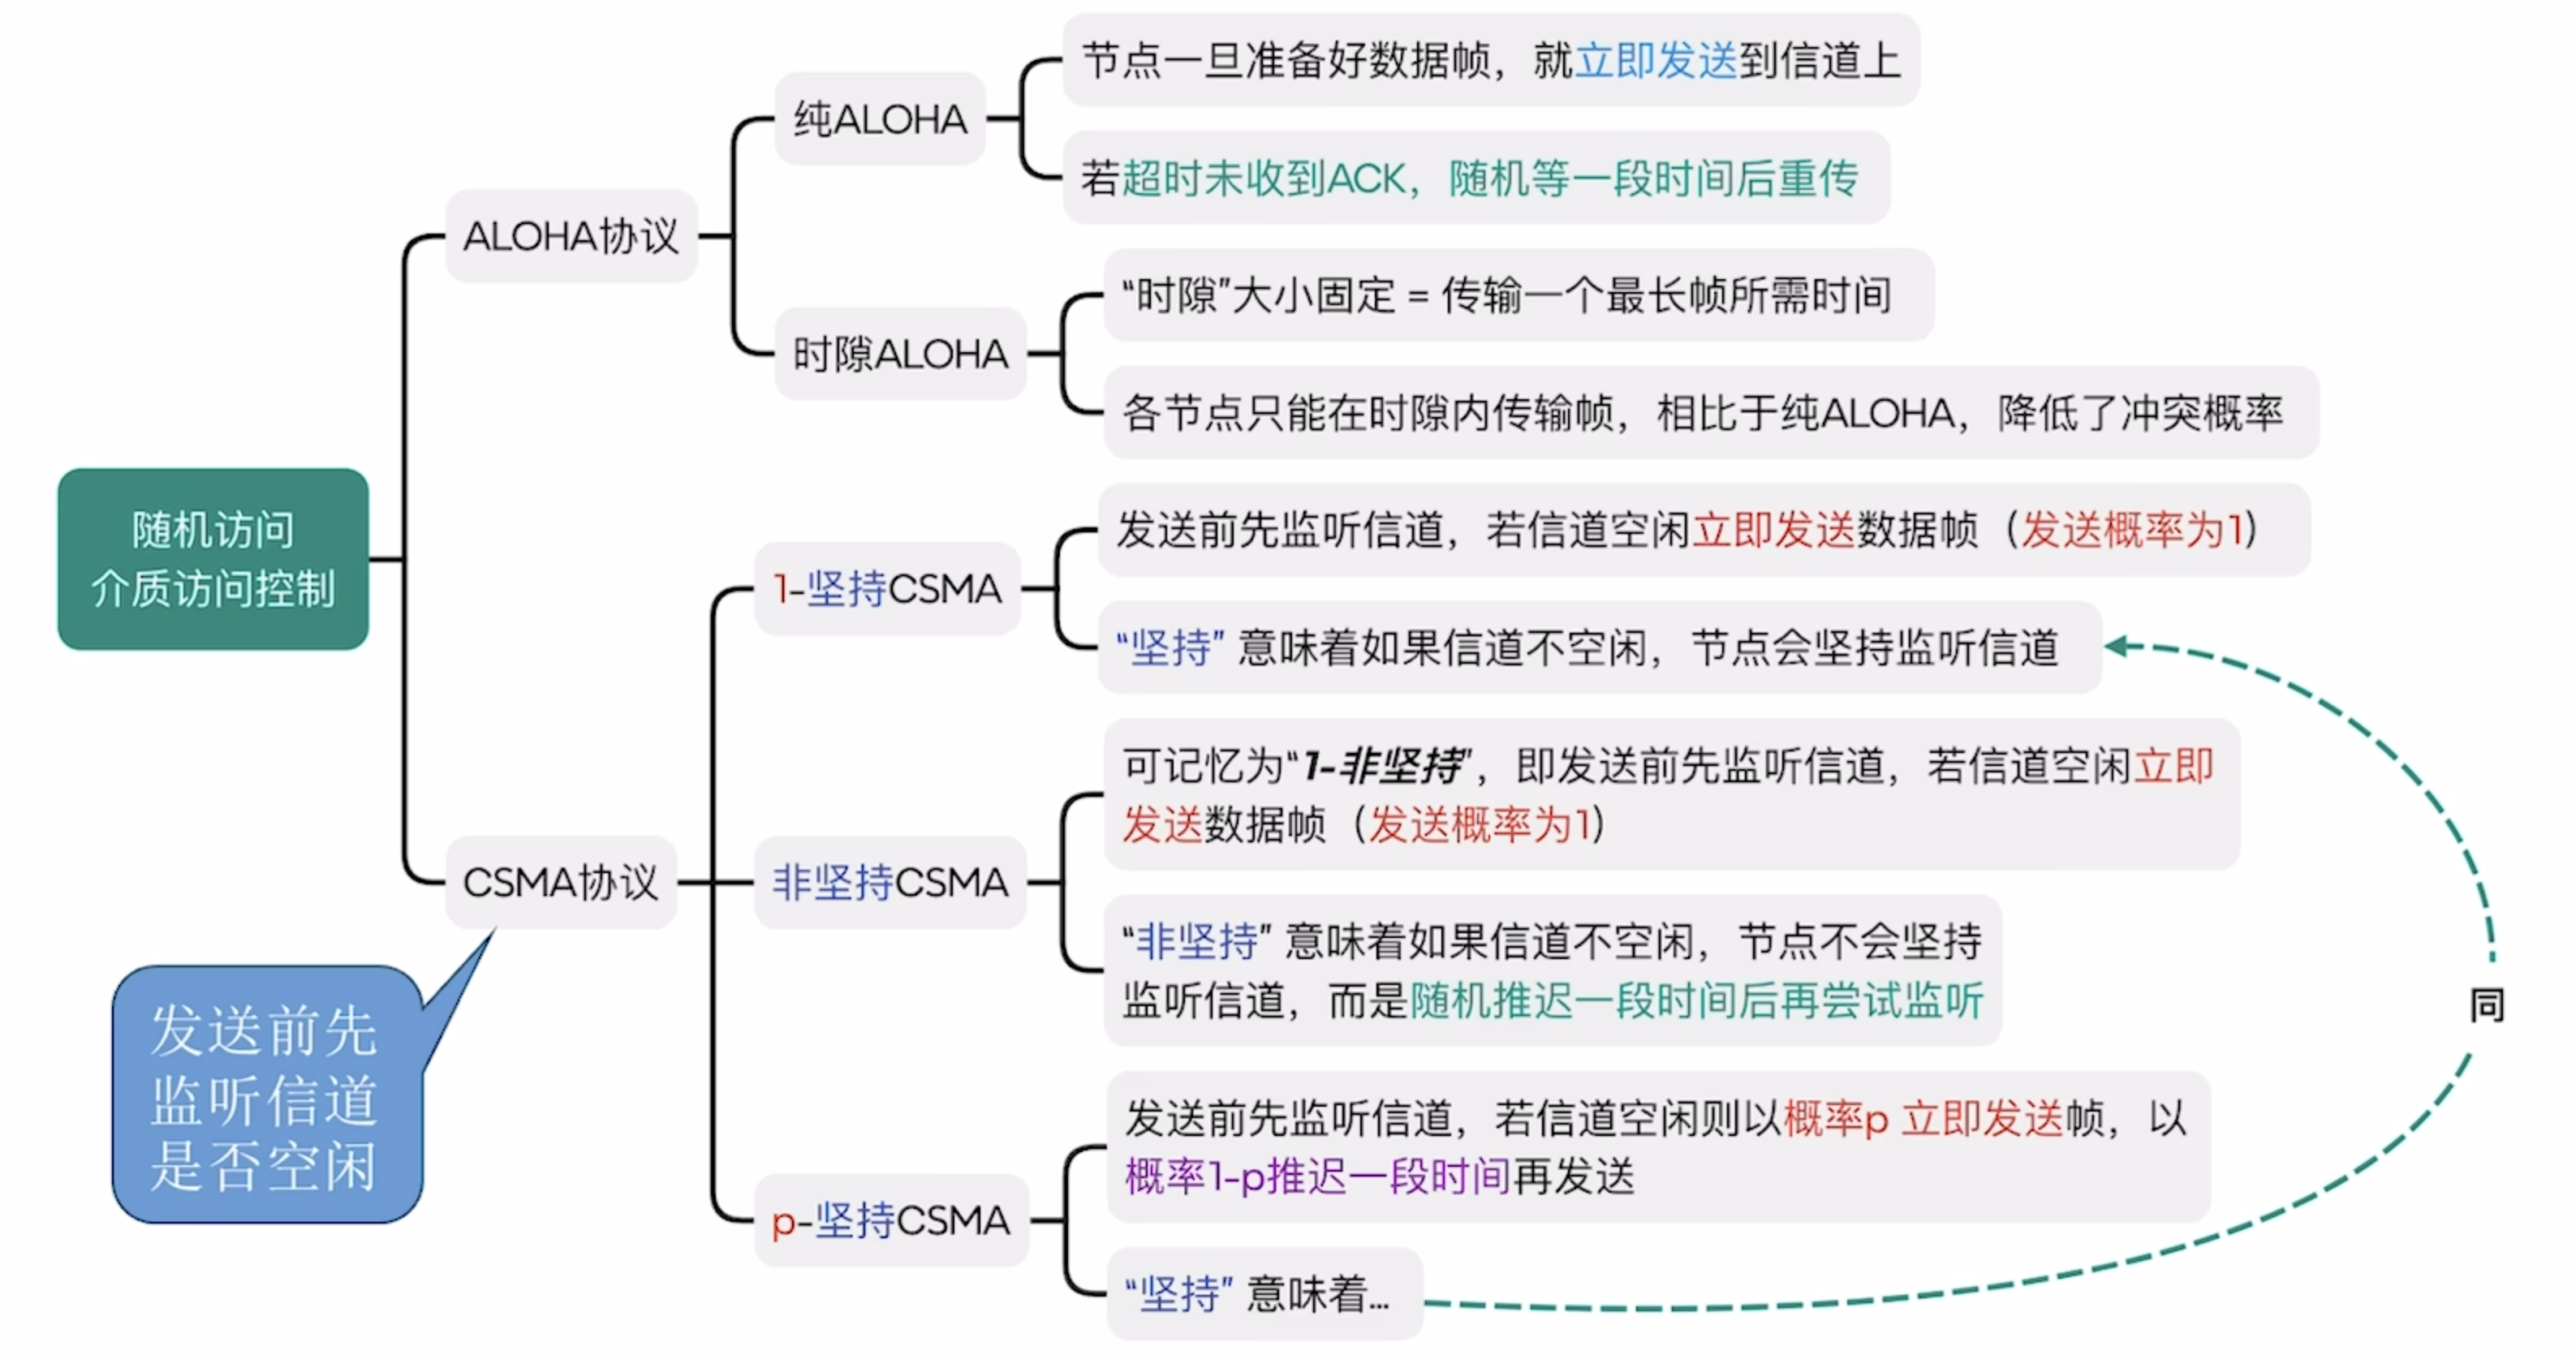 随机访问
介质访问控制
ALOHA协议
纯ALOHA
节点一旦准备好数据帧，就立即发送到信道上
若超时未收到ACK，随机等一段时间后重传
时隙ALOHA
“时隙”大小固定 = 传输一个最长帧所需时间
各节点只能在时隙内传输帧，相比于纯ALOHA，降低了冲突概率
CSMA协议
发送前先
监听信道
是否空闲
1-坚持CSMA
发送前先监听信道，若信道空闲立即发送数据帧（发送概率为1）
“坚持” 意味着如果信道不空闲，节点会坚持监听信道
非坚持CSMA
可记忆为“1-非坚持”，即发送前先监听信道，若信道空闲立即
发送数据帧（发送概率为1）
“非坚持” 意味着如果信道不空闲，节点不会坚持
监听信道，而是随机推迟一段时间后再尝试监听
p-坚持CSMA
发送前先监听信道，若信道空闲则以概率p 立即发送帧，以
概率1-p推迟一段时间再发送
“坚持” 意味着...
同